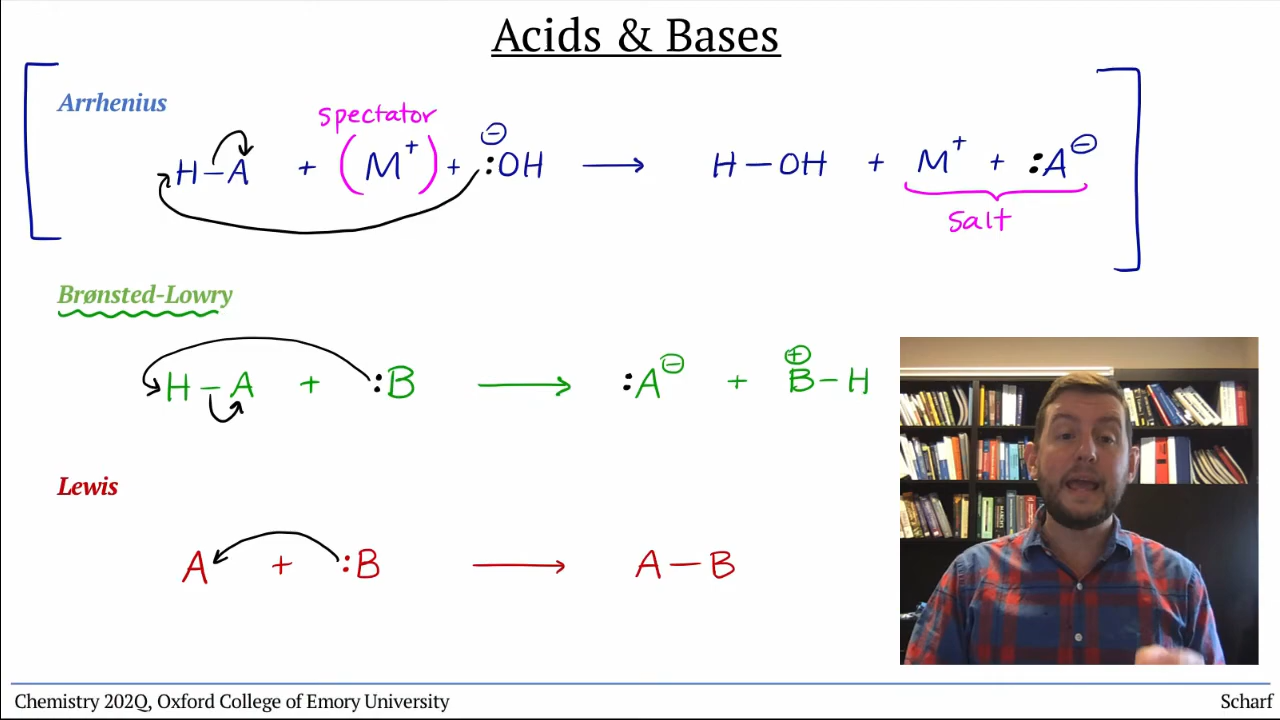 Acids & Bases
Arrhenius
spectator
H–A + (M⁺) + :OH⊖ ⟶ H–OH + M⁺ + :A⊖
salt
Brønsted-Lowry
H–A + :B ⟶ :A⊖ + B⊕–H
Lewis
A + :B ⟶ A–B
Chemistry 202Q, Oxford College of Emory University
Scharf